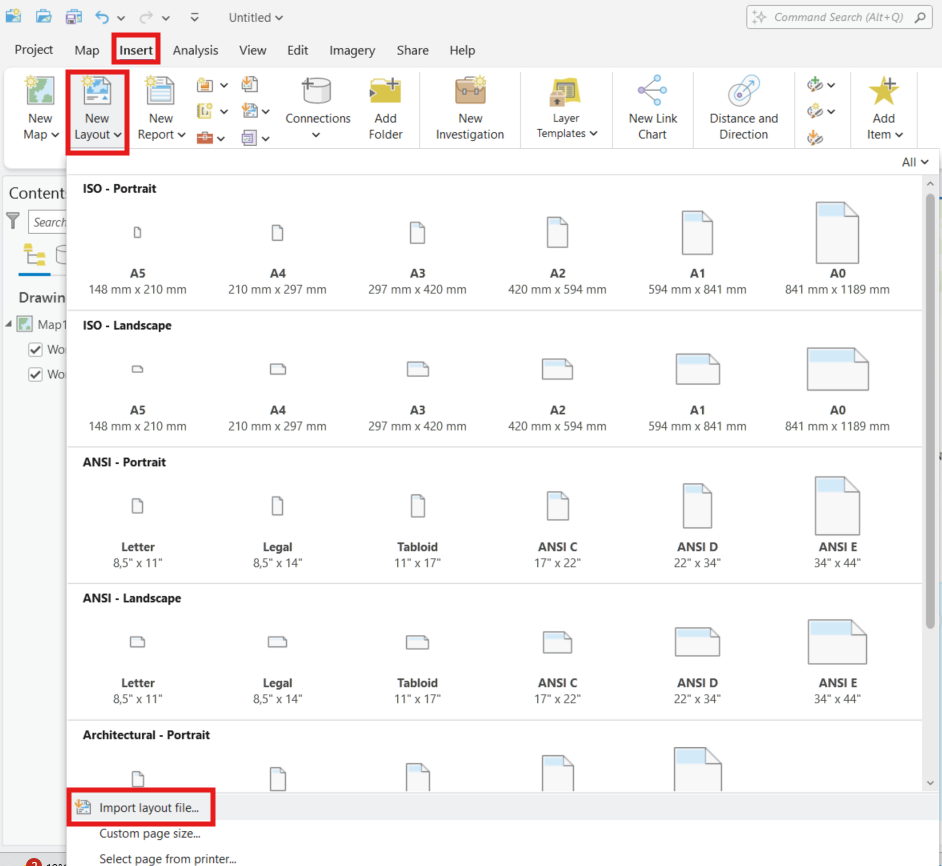 Untitled
Command Search (Alt+Q)
Project Map Insert Analysis View Edit Imagery Share Help
New Map
New Layout
New Report
Connections
Add Folder
New Investigation
Layer Templates
New Link Chart
Distance and Direction
Add Item
All
Content
Search
Drawin
Map1
Wo
Wo
ISO - Portrait
A5 A4 A3 A2 A1 A0
148 mm x 210 mm 210 mm x 297 mm 297 mm x 420 mm 420 mm x 594 mm 594 mm x 841 mm 841 mm x 1189 mm
ISO - Landscape
A5 A4 A3 A2 A1 A0
148 mm x 210 mm 210 mm x 297 mm 297 mm x 420 mm 420 mm x 594 mm 594 mm x 841 mm 841 mm x 1189 mm
ANSI - Portrait
Letter Legal Tabloid ANSI C ANSI D ANSI E
8,5" x 11" 8,5" x 14" 11" x 17" 17" x 22" 22" x 34" 34" x 44"
ANSI - Landscape
Letter Legal Tabloid ANSI C ANSI D ANSI E
8,5" x 11" 8,5" x 14" 11" x 17" 17" x 22" 22" x 34" 34" x 44"
Architectural - Portrait
Import layout file...
Custom page size...
Select page from printer...